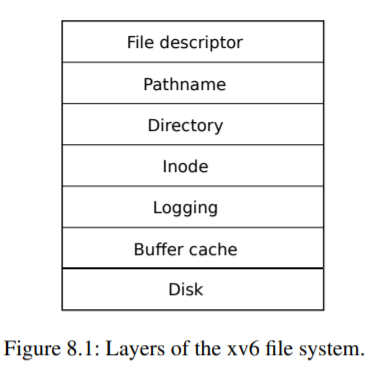 File descriptor
Pathname
Directory
Inode
Logging
Buffer cache
Disk
Figure 8.1: Layers of the xv6 file system.